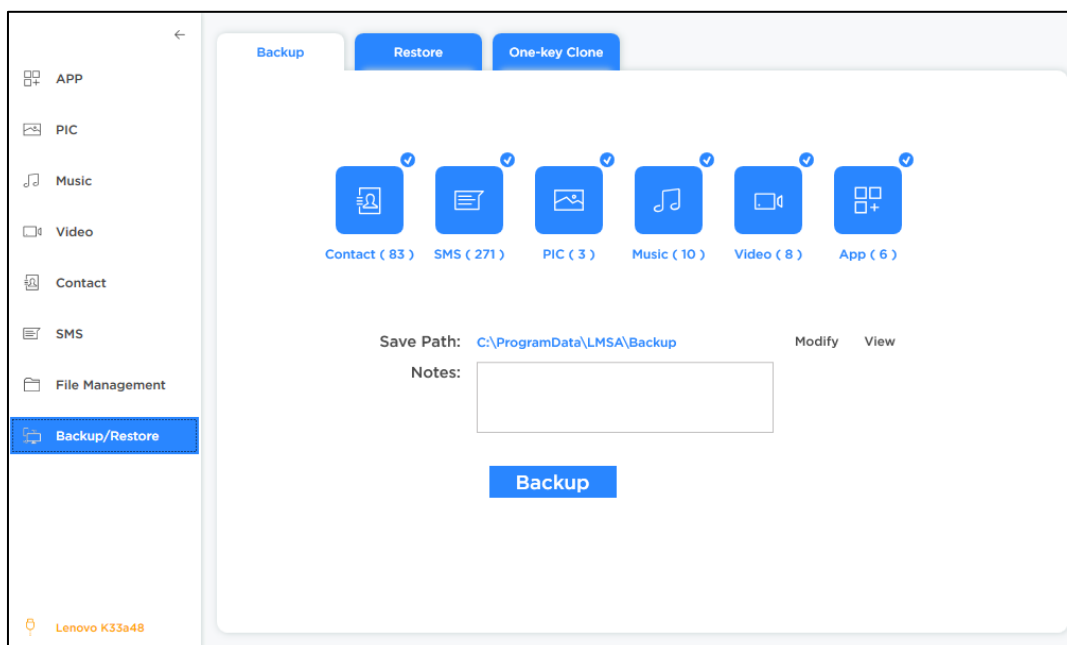 APP
PIC
Music
Video
Contact
SMS
File Management
Backup/Restore
Lenovo K33a48
Backup
Restore
One-key Clone
Contact ( 83 )
SMS ( 271 )
PIC ( 3 )
Music ( 10 )
Video ( 8 )
App ( 6 )
Save Path: C:\ProgramData\LMSA\Backup Modify View
Notes:
Backup